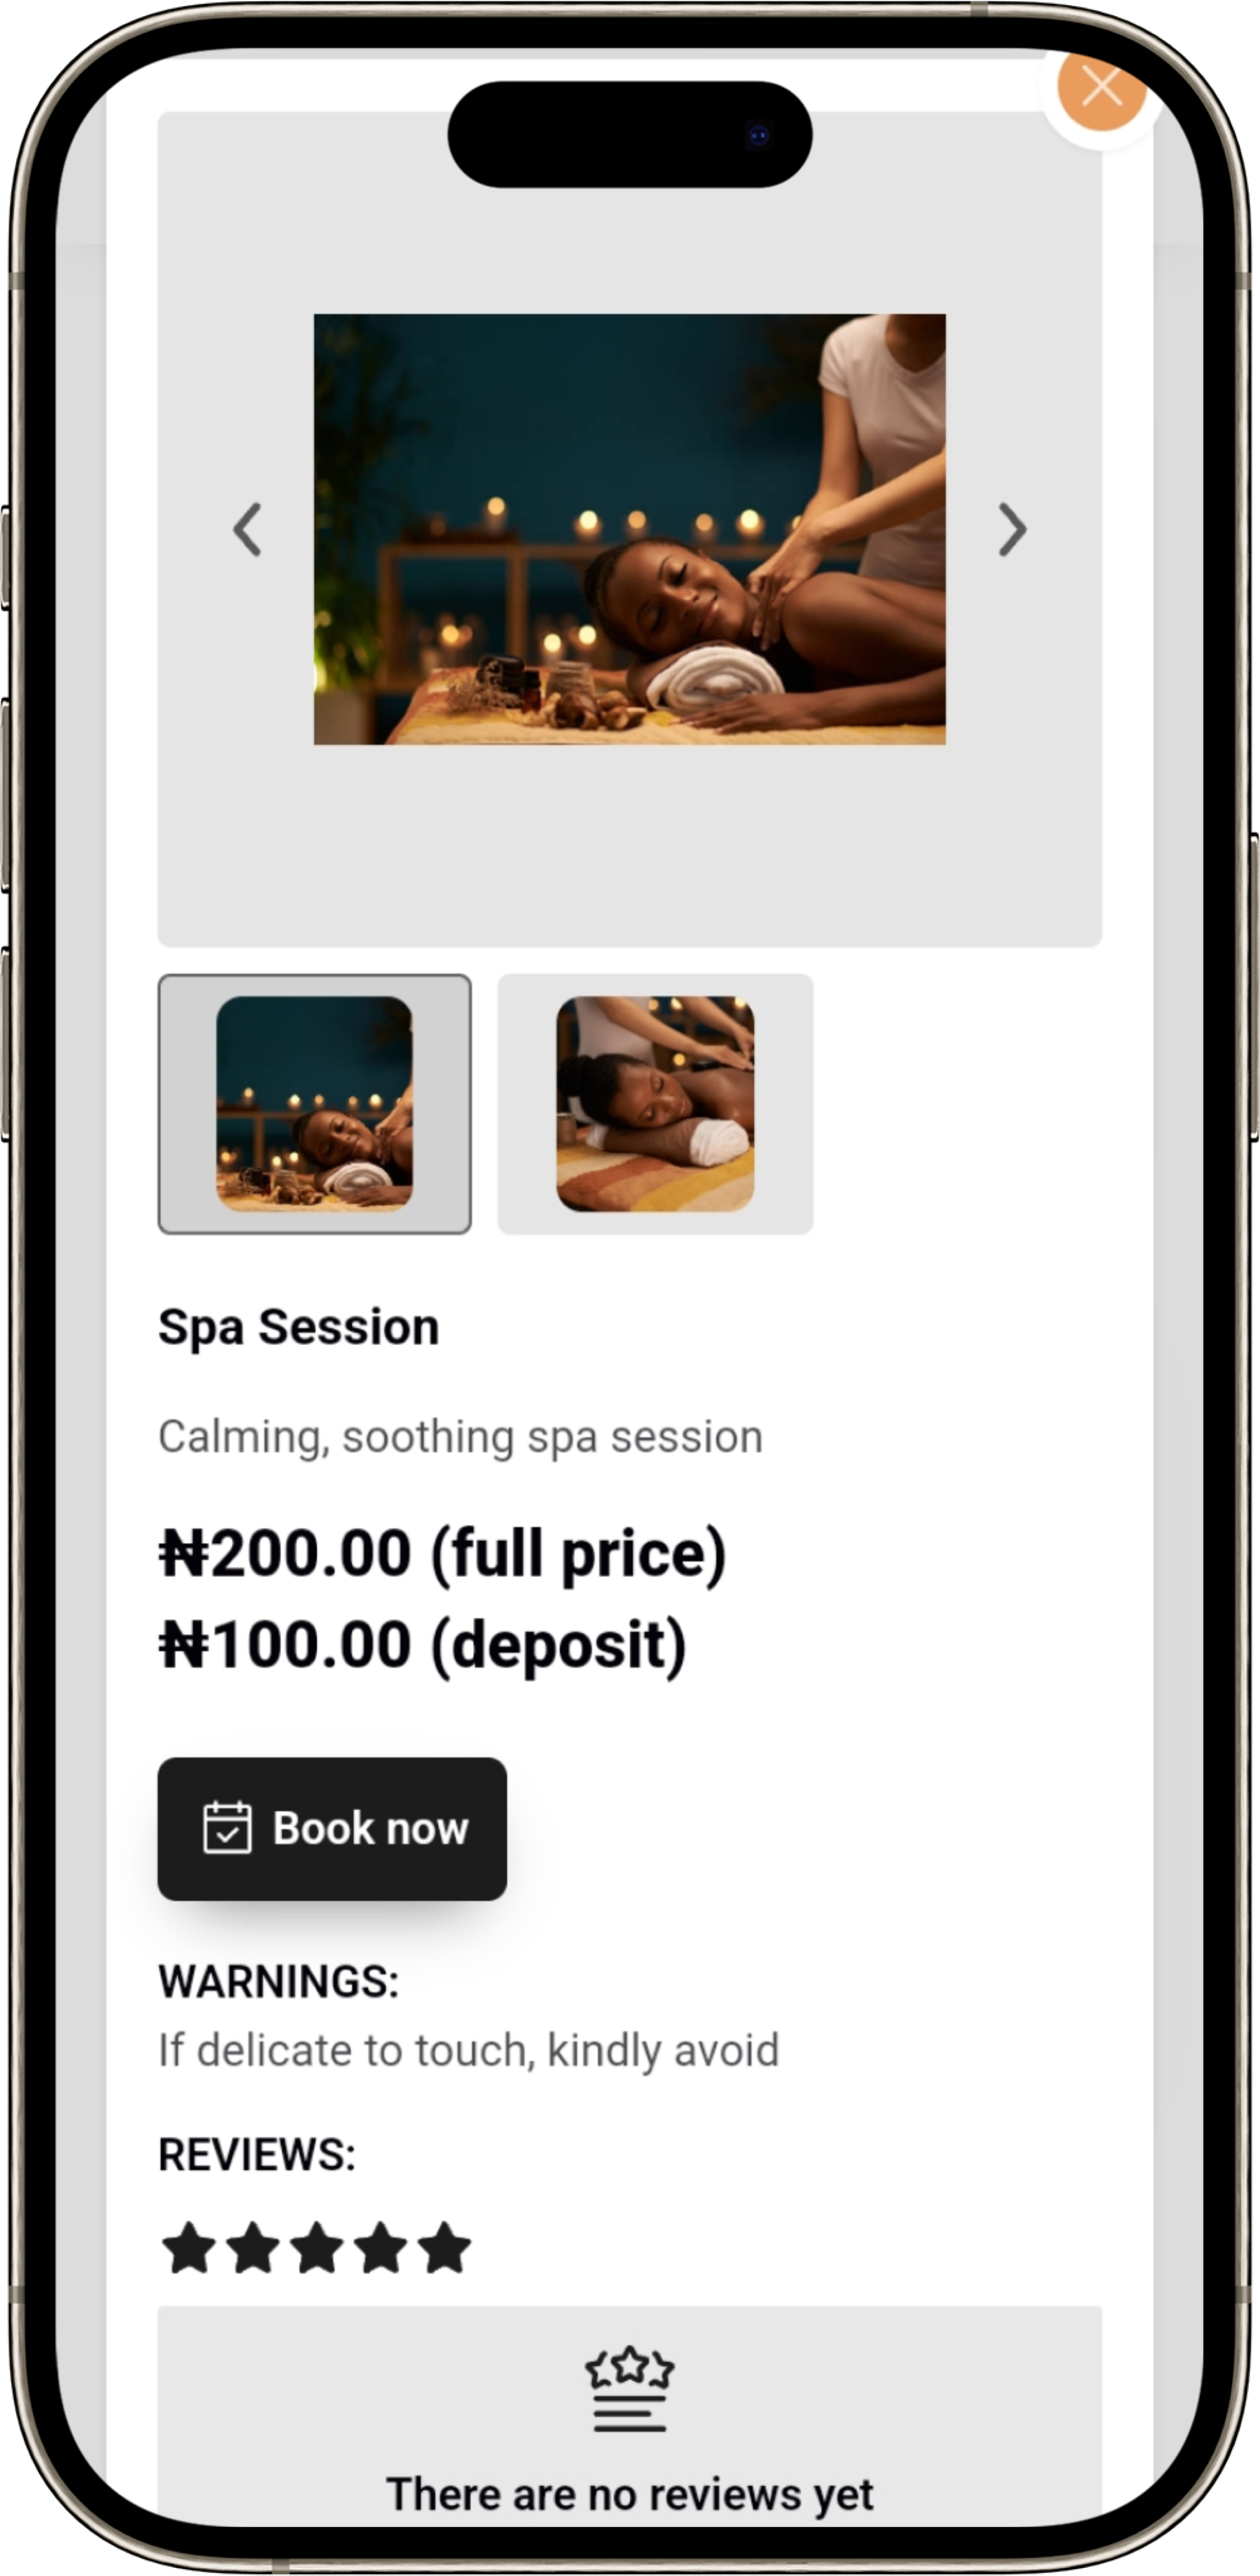 Spa Session
Calming, soothing spa session
₦200.00 (full price)
₦100.00 (deposit)
Book now
WARNINGS:
If delicate to touch, kindly avoid
REVIEWS:
There are no reviews yet